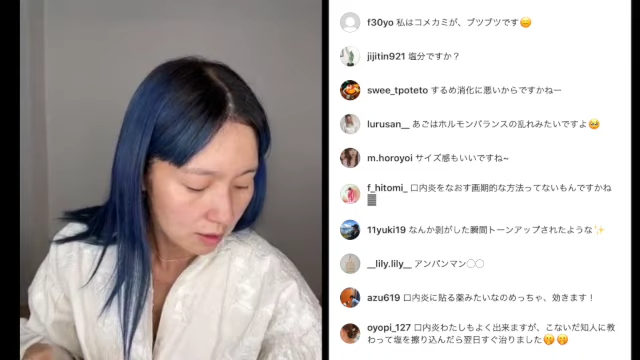 f30yo 私はコメカミが、ブツブツです😊
jijitin921 塩分ですか？
swee_tpoteto するめ消化に悪いからですかねー
lurusan__ あごはホルモンバランスの乱れみたいですよ🥺
m.horoyoi サイズ感もいいですね~
f_hitomi_ 口内炎をなおす画期的な方法ってないもんですかね
11yuki19 なんか剥がした瞬間トーンアップされたような✨
__lily.lily__ アンパンマン◯◯
azu619 口内炎に貼る薬みたいなのめっちゃ、効きます！
oyopi_127 口内炎わたしもよく出来ますが、こないだ知人に教
わって塩を擦り込んだら翌日すぐ治りました🤭🤭